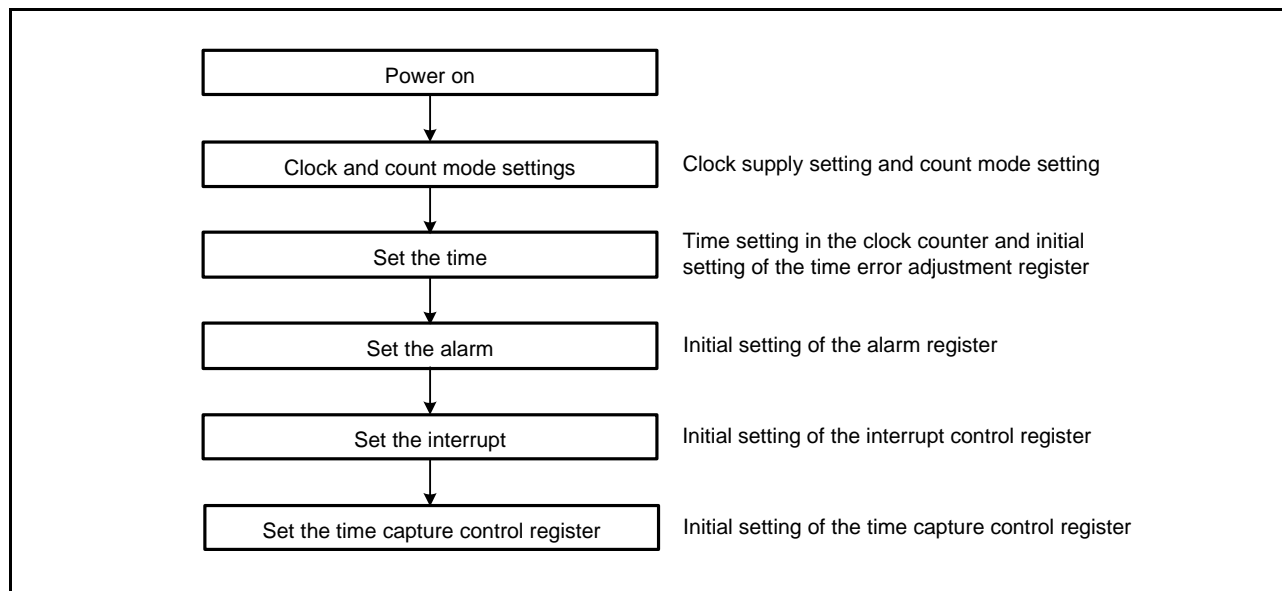 Power on
Clock and count mode settings
Clock supply setting and count mode setting
Set the time
Time setting in the clock counter and initial
setting of the time error adjustment register
Set the alarm
Initial setting of the alarm register
Set the interrupt
Initial setting of the interrupt control register
Set the time capture control register
Initial setting of the time capture control register